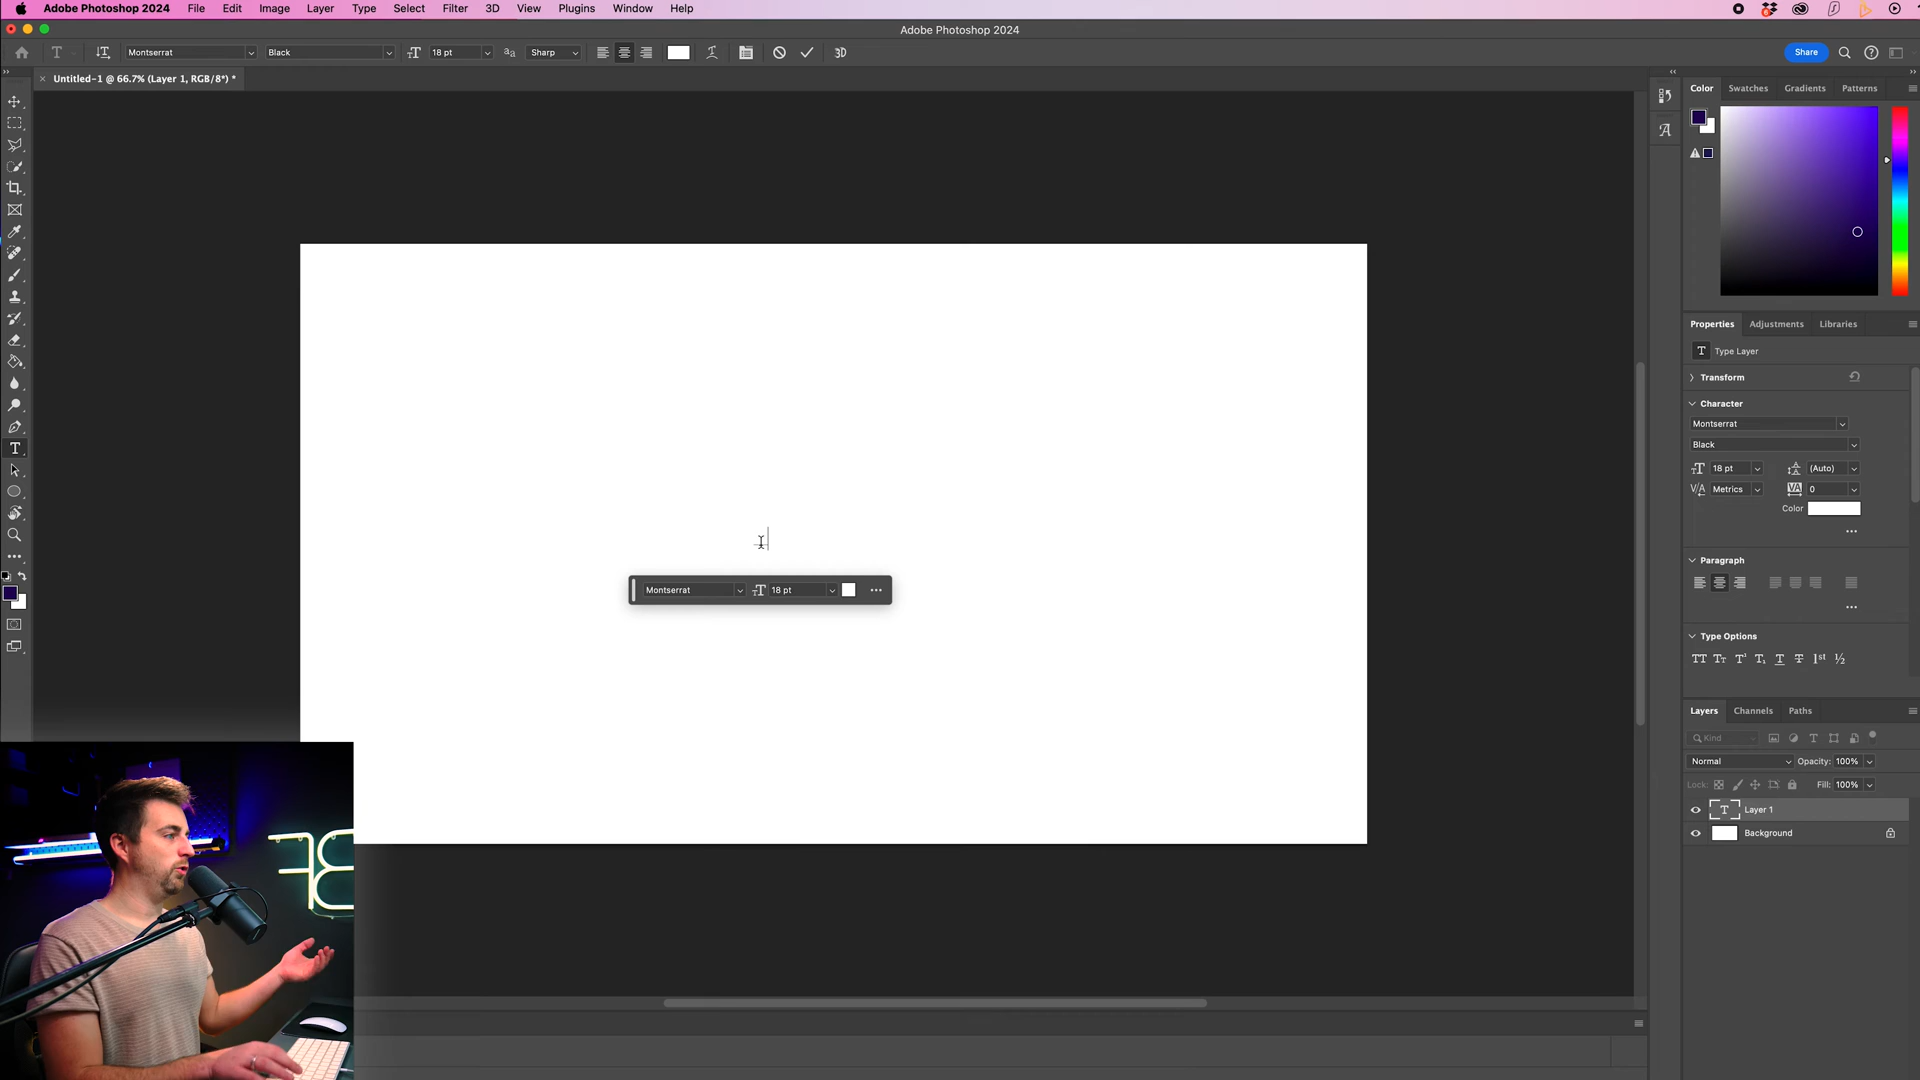 Adobe Photoshop 2024 File Edit Image Layer Type Select Filter 3D View Plugins Window Help
Adobe Photoshop 2024
Montserrat Black 18 pt Sharp 3D Share
Untitled-1 @ 66.7% (Layer 1, RGB/8*) *
Color Swatches Gradients Patterns
Properties Adjustments Libraries
Type Layer
Transform
Character
Montserrat
Black
18 pt (Auto)
Metrics 0
Color
Montserrat 18 pt
Paragraph
Type Options
Layers Channels Paths
Kind
Normal Opacity: 100%
Lock: Fill: 100%
Layer 1
Background